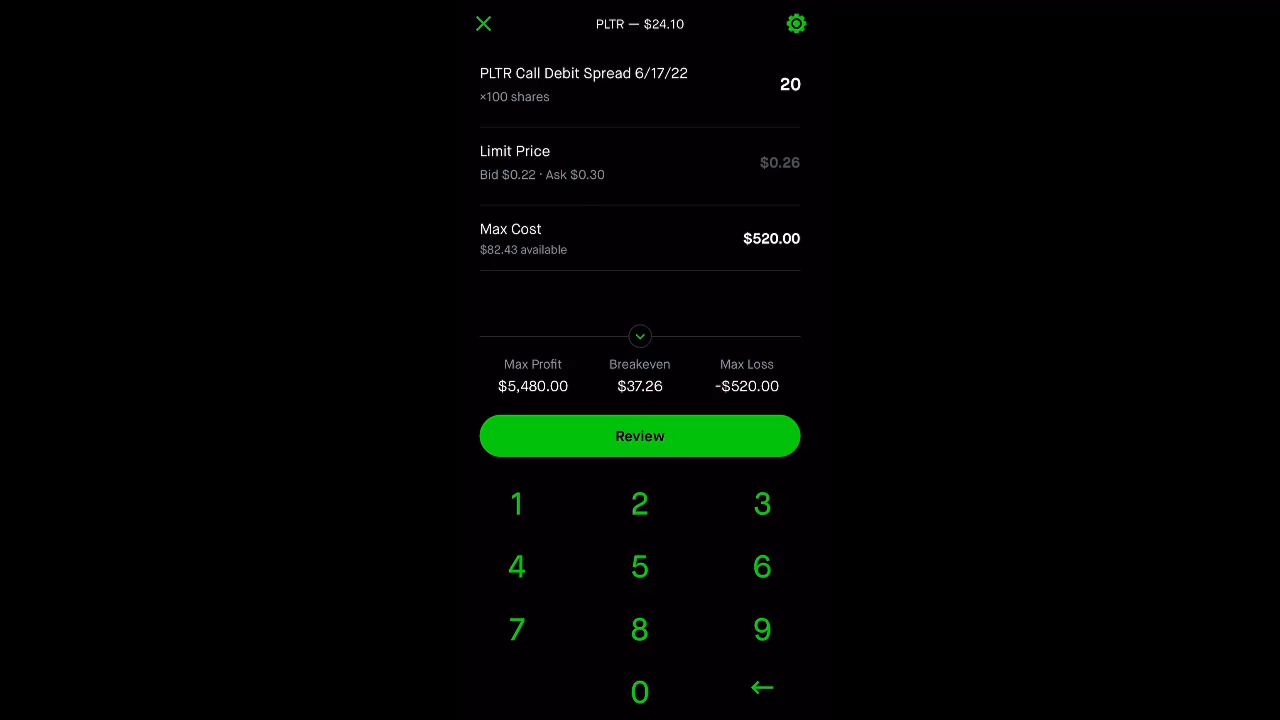 PLTR — $24.10
PLTR Call Debit Spread 6/17/22
20
×100 shares
Limit Price
$0.26
Bid $0.22 · Ask $0.30
Max Cost
$520.00
$82.43 available
Max Profit Breakeven Max Loss
$5,480.00 $37.26 -$520.00
Review
1 2 3
4 5 6
7 8 9
0 ←